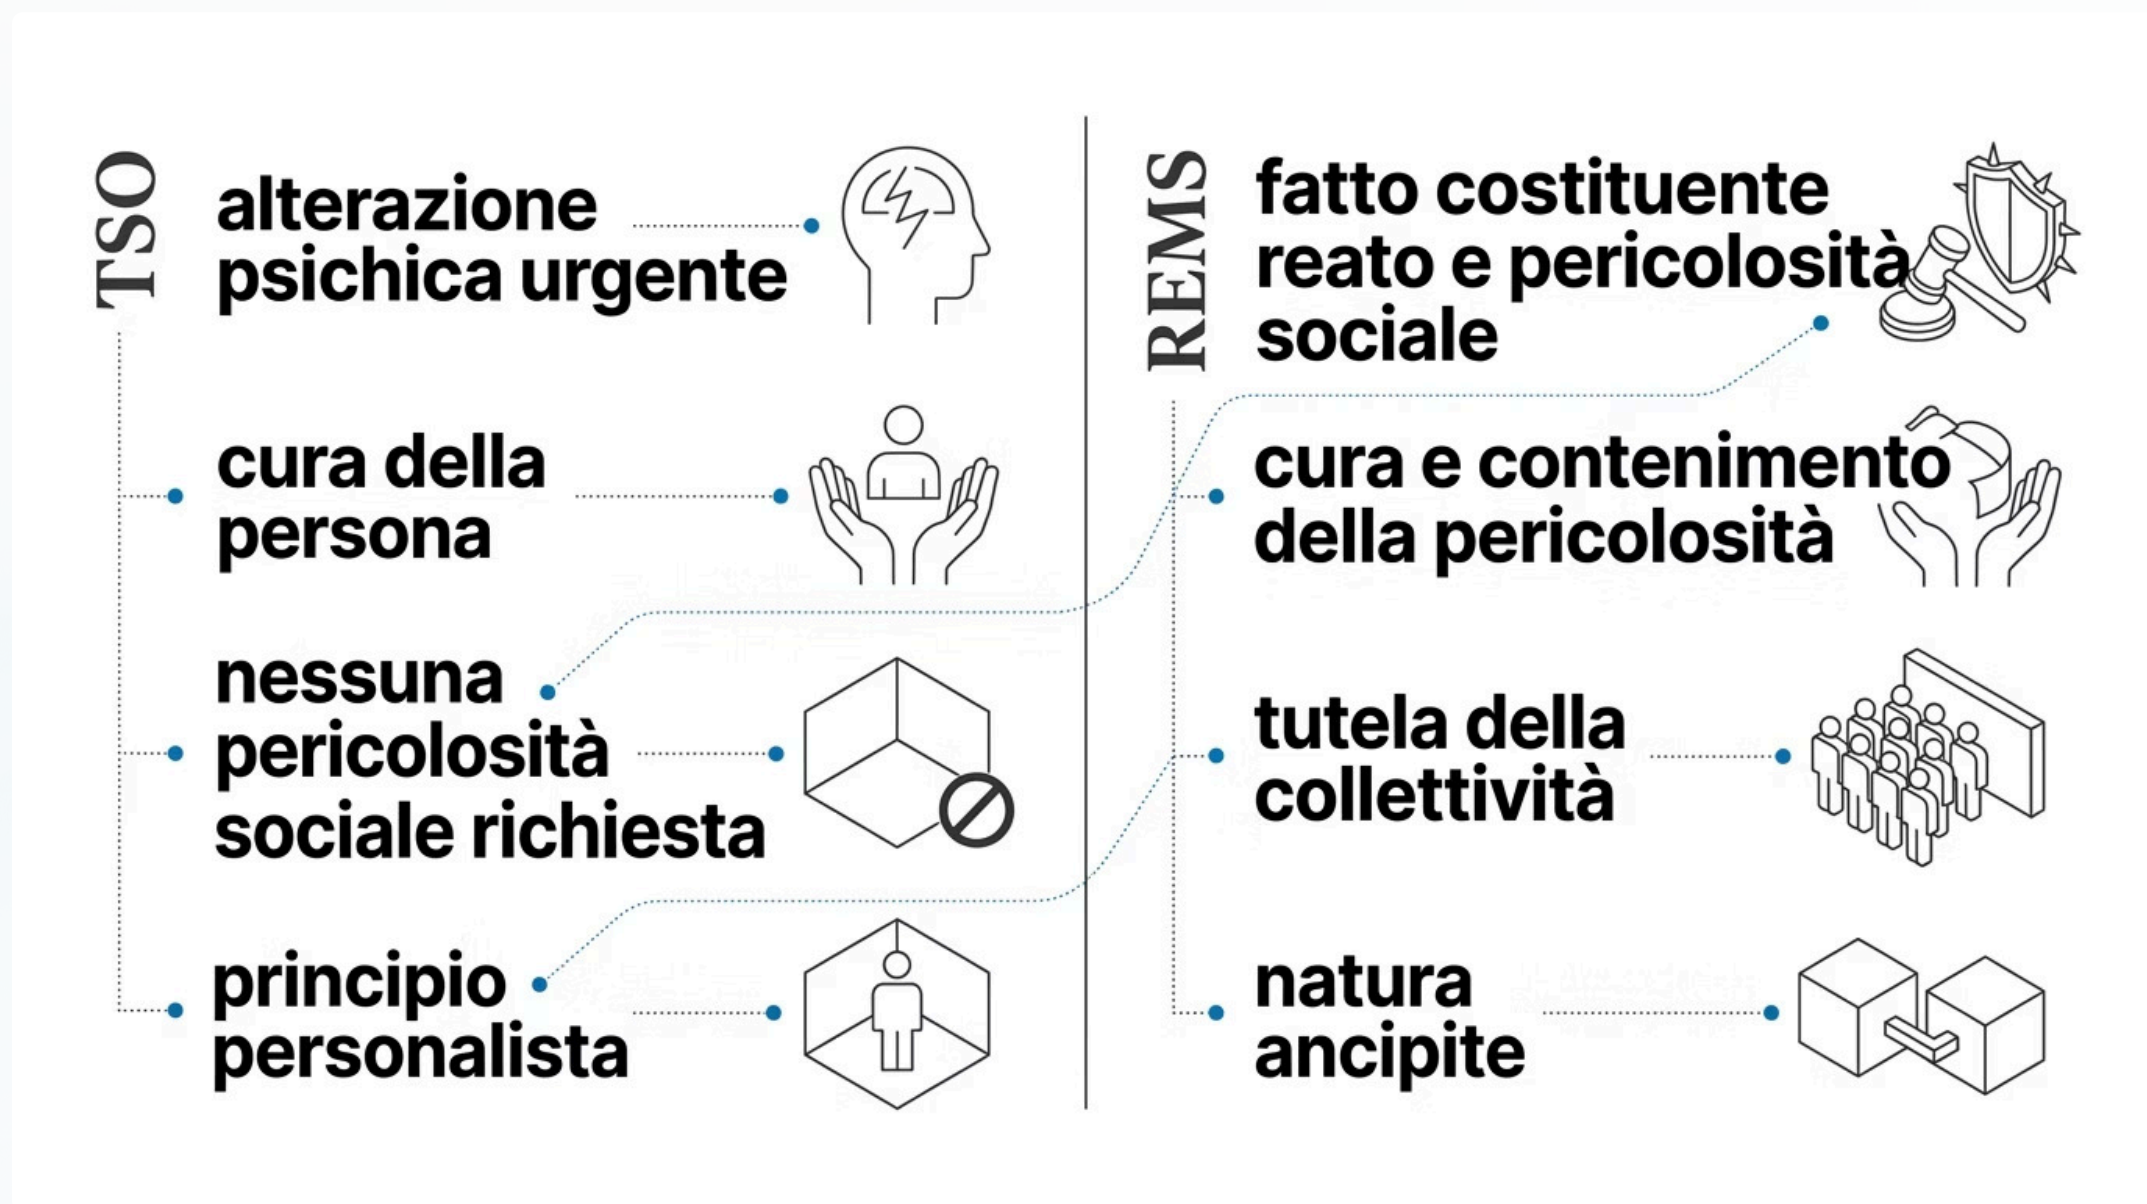 TSO
alterazione
psichica urgente
cura della
persona
nessuna
pericolosità
sociale richiesta
principio
personalista
REMS
fatto costituente
reato e pericolosità
sociale
cura e contenimento
della pericolosità
tutela della
collettività
natura
ancipite